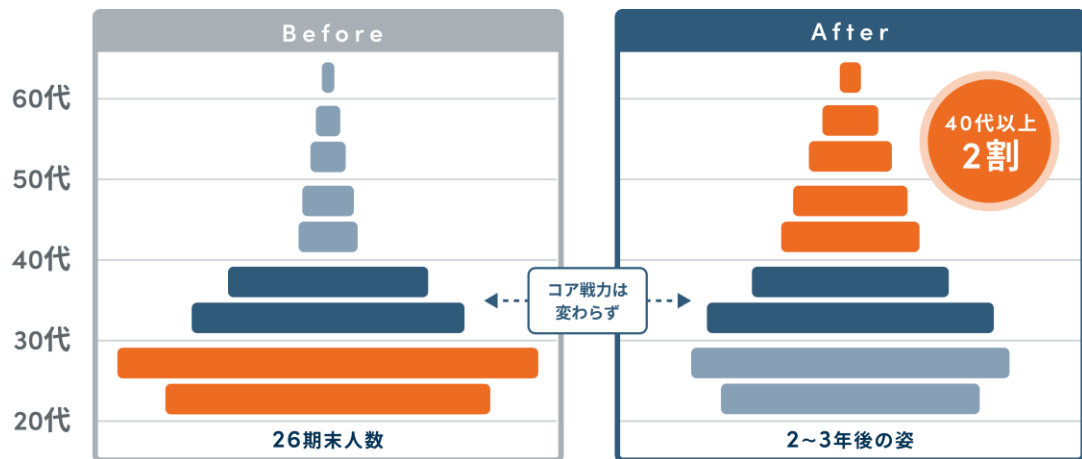 Before
After
60代
50代
40代
30代
20代
40代以上
2割
コア戦力は
変わらず
26期末人数
2~3年後の姿